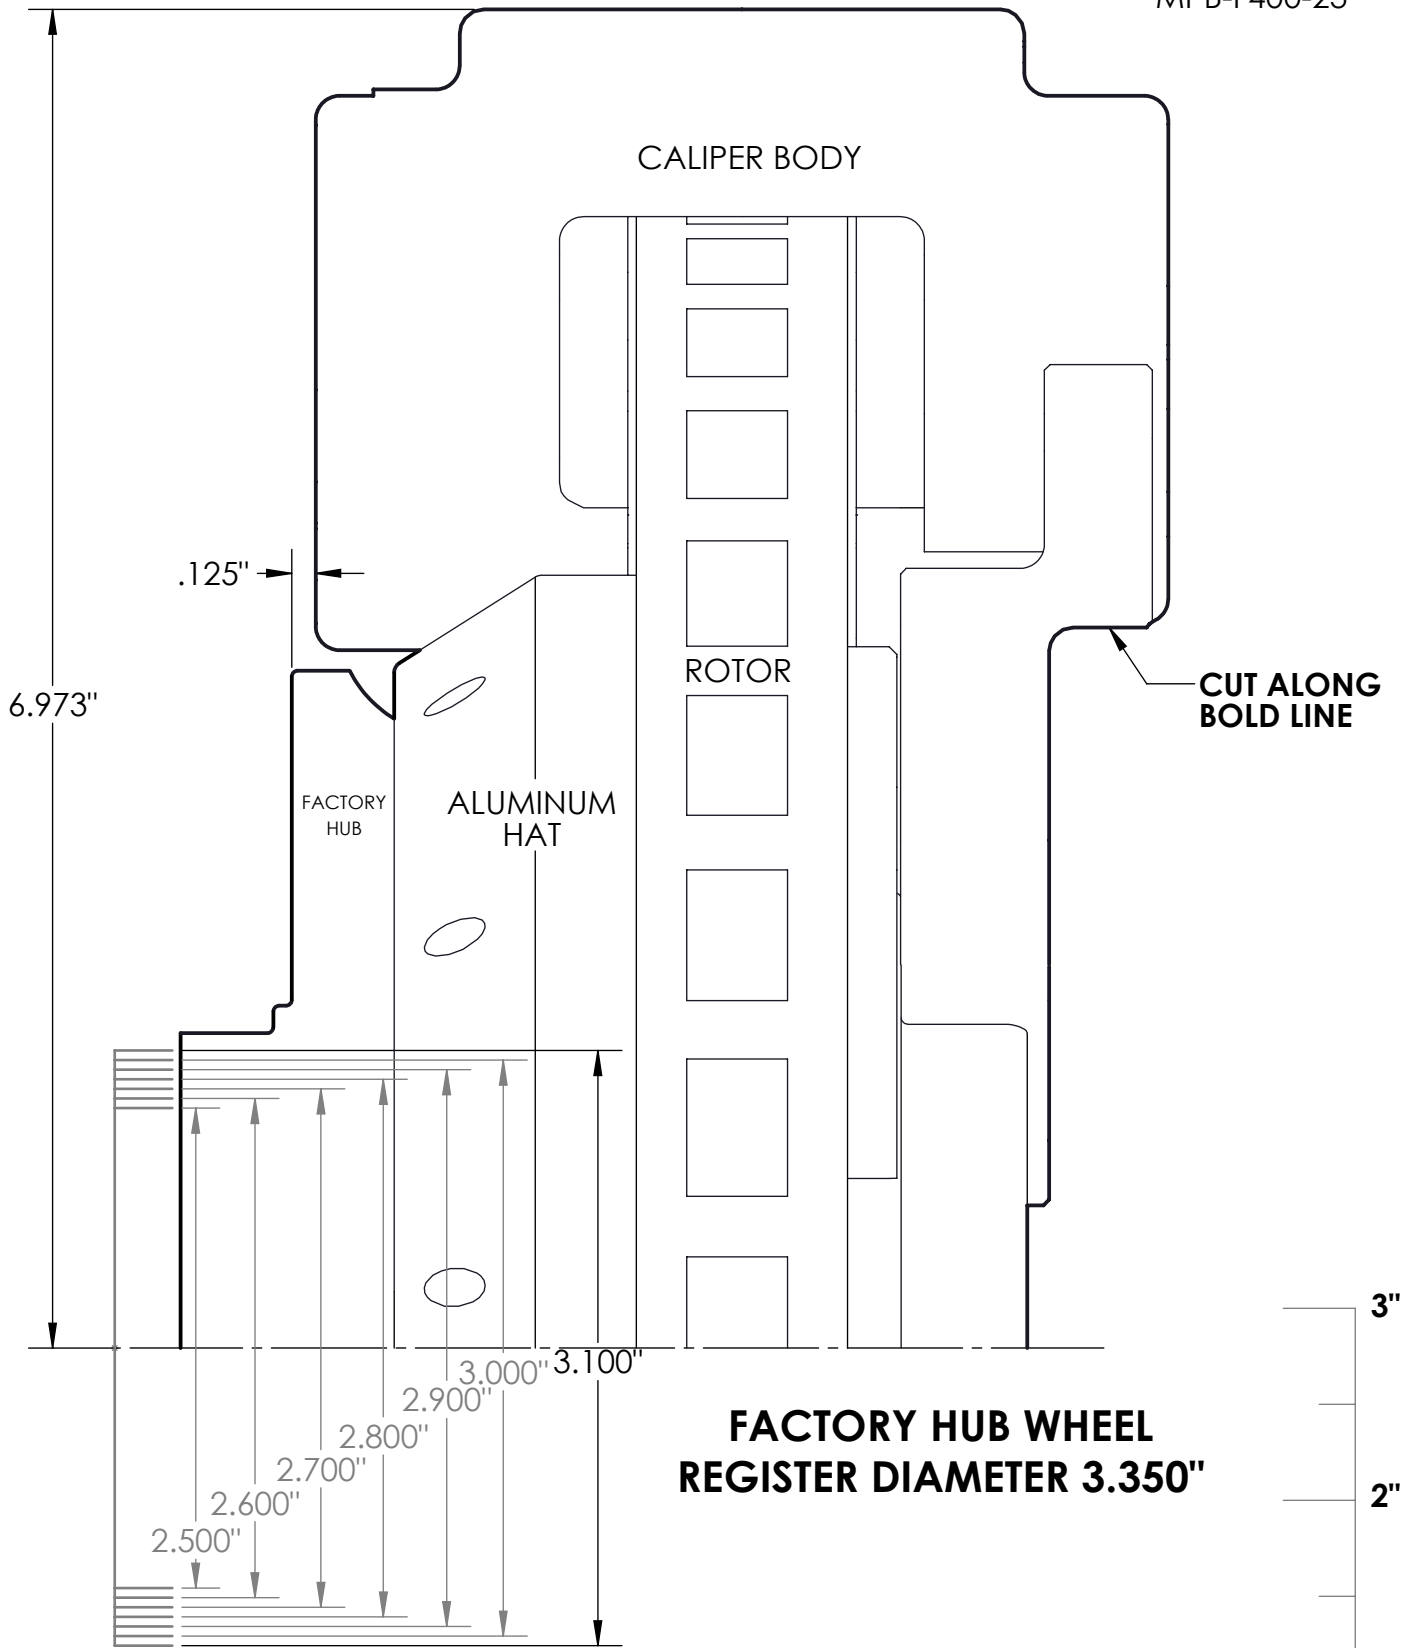 CALIPER BODY
.125"
ROTOR
6.973"
CUT ALONG
BOLD LINE
FACTORY
HUB
ALUMINUM
HAT
3"
3.100"
3.000"
2.900"
2.800"
2.700"
2.600"
2.500"
FACTORY HUB WHEEL
REGISTER DIAMETER 3.350"
2"